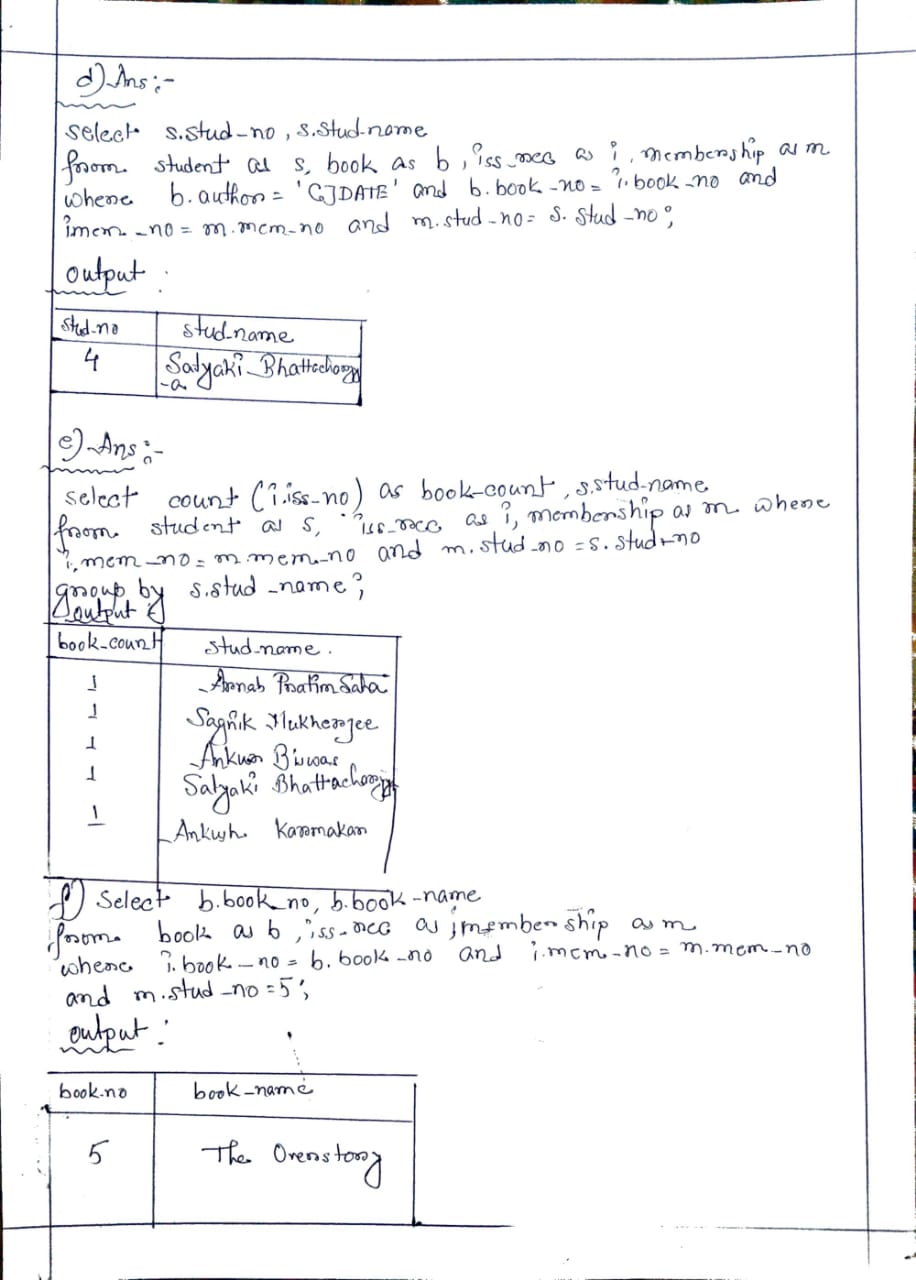 d) Ans :-
select s.stud-no, s.stud-name
from student as s, book as b, iss_rec as i, membership as m
where b.author = 'CJDATE' and b.book-no = i.book-no and
imem-no = m.mem-no and m.stud-no = s.stud-no;
output :
stud-no stud-name
4 Satyaki Bhattacharya
-a
e) Ans :-
select count (i.iss-no) as book-count, s.stud-name
from student as s, iss_rec as i, membership as m where
i.mem-no = m.mem-no and m.stud-no = s.stud-no
group by s.stud-name;
output :
book-count stud-name.
1 Arnab Pratim Saha
1 Sagnik Mukherjee
1 Ankur Biswas
1 Satyaki Bhattachary
1 Ankush Karmakar
f) Select b.book_no, b.book-name
from book as b, iss-rec as i membership as m
where i.book-no = b.book-no and i.mem-no = m.mem-no
and m.stud-no = 5;
output :
book-no book-name
5 The